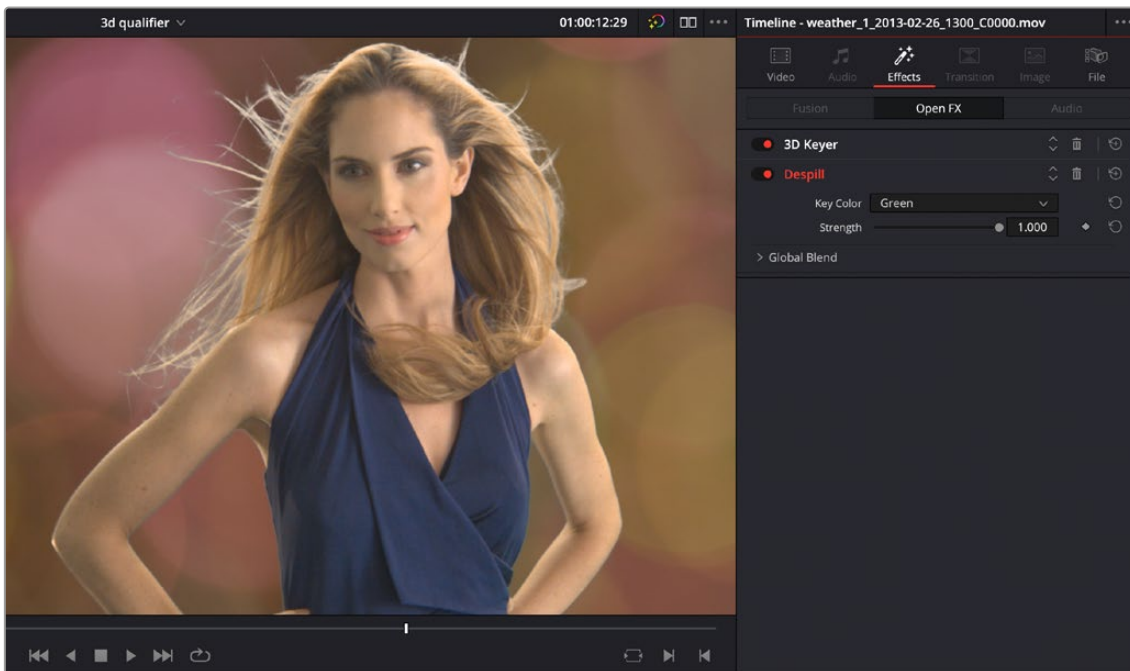 3d qualifier
01:00:12:29
Timeline - weather_1_2013-02-26_1300_C0000.mov
Video Audio Effects Transition Image File
Fusion Open FX Audio
3D Keyer
Despill
Key Color Green
Strength 1.000
Global Blend